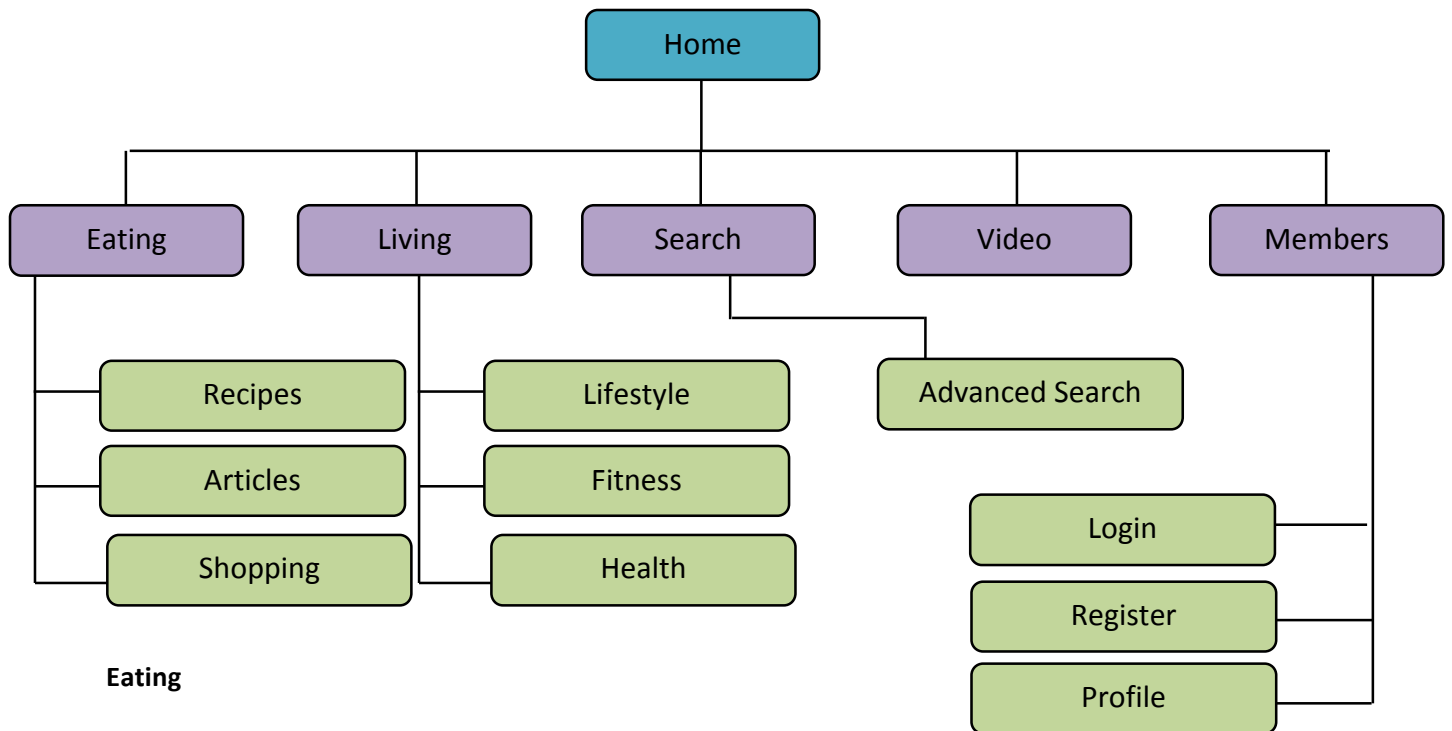 Home
Eating
Living
Search
Video
Members
Recipes
Lifestyle
Advanced Search
Articles
Fitness
Login
Shopping
Health
Register
Eating
Profile